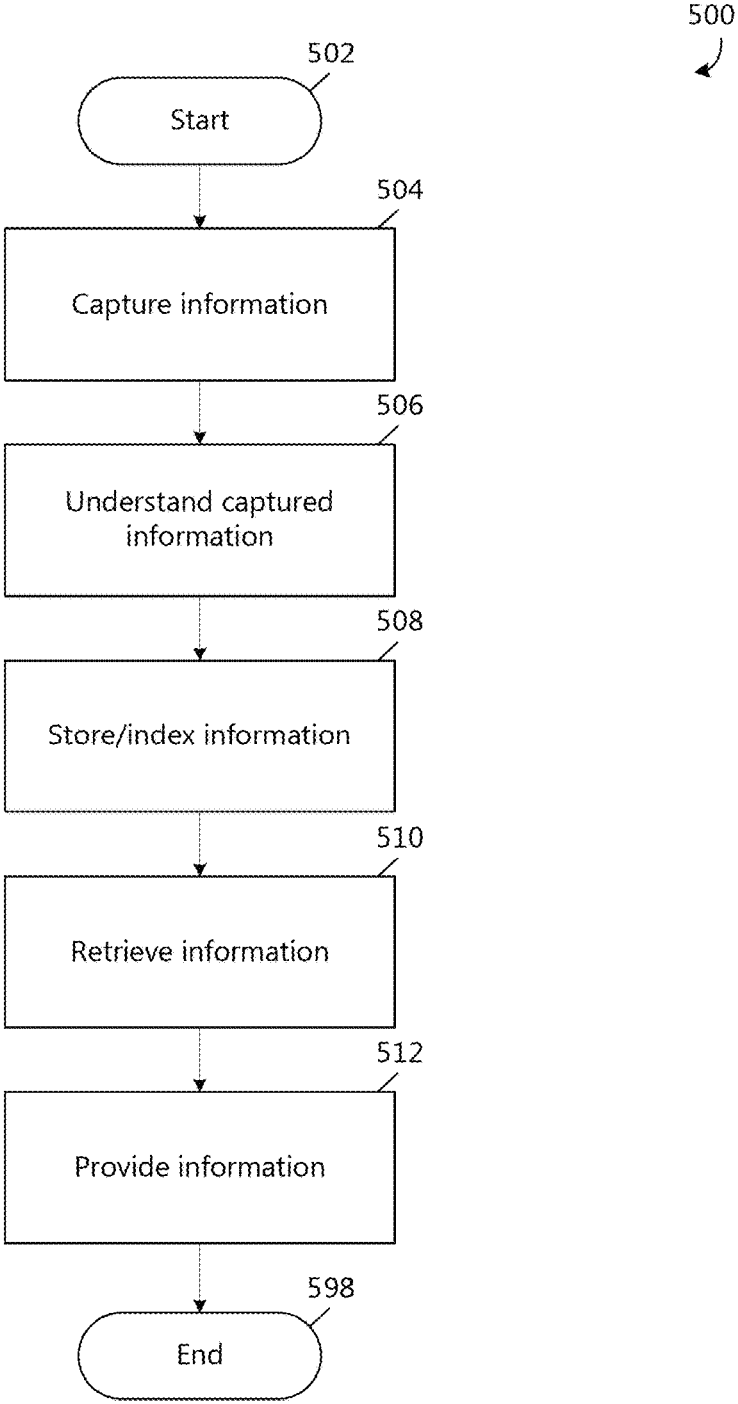 500
502
Start
504
Capture information
506
Understand captured
information
508
Store/index information
510
Retrieve information
512
Provide information
598
End